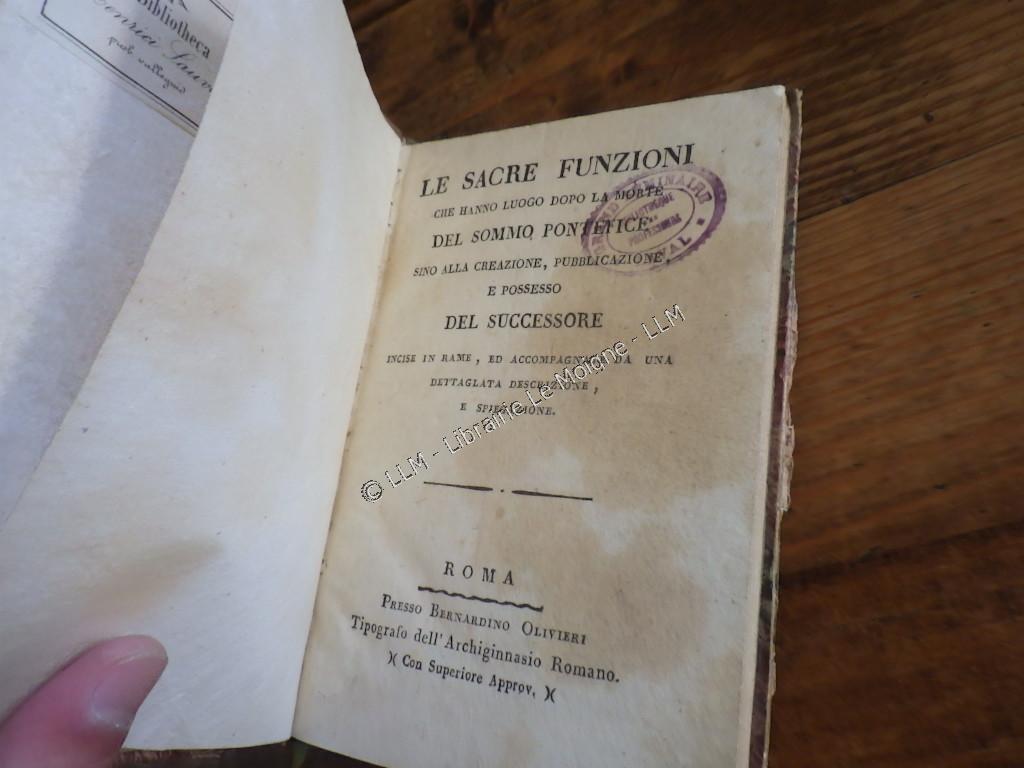 Bibliotheca
LE SACRE FUNZIONI
CHE HANNO LUOGO DOPO LA MORTE
DEL SOMMO PONTEFICE
SINO ALLA CREAZIONE, PUBBLICAZIONE,
E POSSESSO
DEL SUCCESSORE
INCISE IN RAME, ED ACCOMPAGNATE DA UNA
DETTAGLATA DESCRIZIONE,
E SPIEGAZIONE.
ROMA
PRESSO BERNARDINO OLIVIERI
Tipografo dell'Archiginnasio Romano.
)( Con Superiore Approv. )(
© LLM - Librairie Le Moigne - LLM